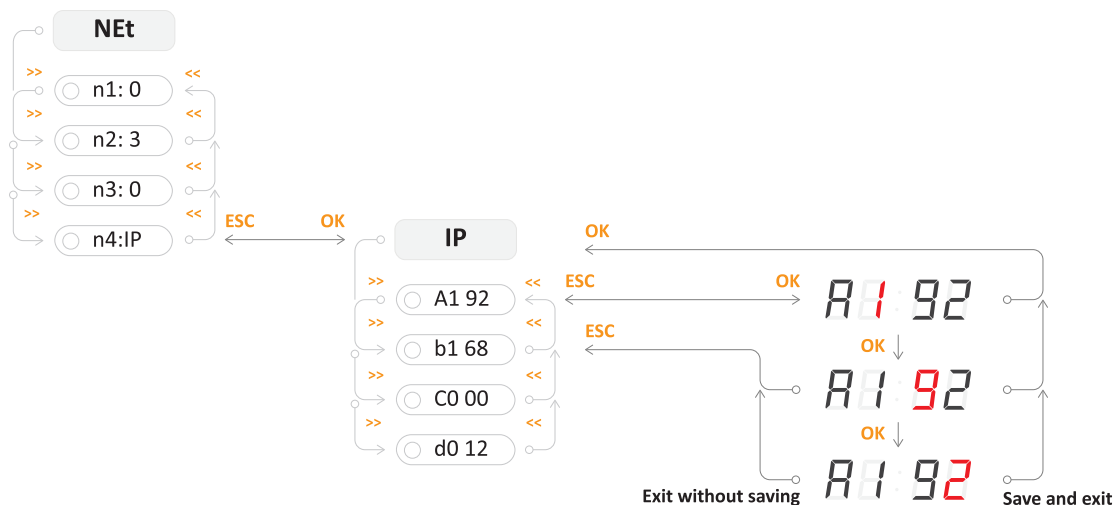 NEt
>> <<
n1: 0
>> <<
n2: 3
>> <<
n3: 0
>> <<
n4:IP
ESC OK
IP
OK
>> <<
A1 92
ESC OK
A1:92
>> <<
b1 68
ESC
OK
>> <<
C0 00
A1 92
>> <<
d0 12
OK
A1 92
Exit without saving
Save and exit